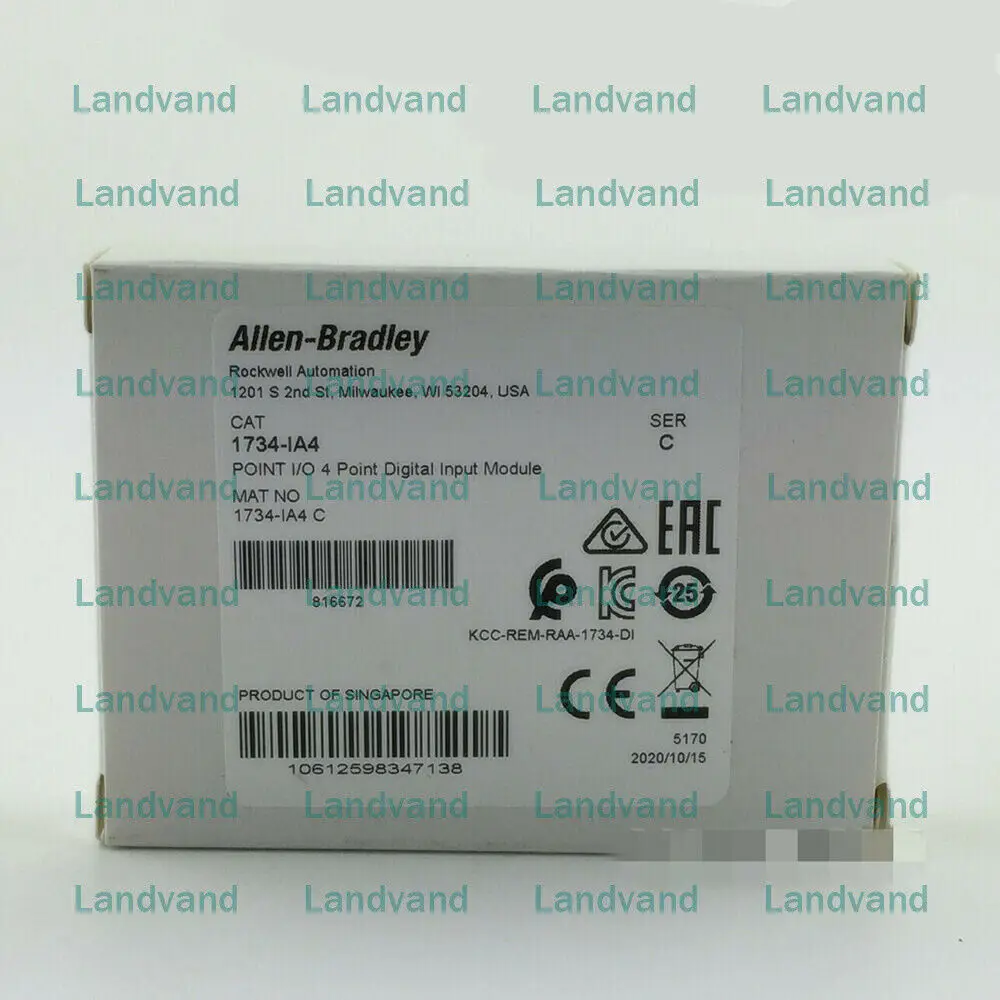 Landvand Landvand Landvand Landvand
Landvand Landvand Landvand Landvand
Landvand Landvand Landvand Landvand
Allen-Bradley
Rockwell Automation
1201 S 2nd St, Milwaukee, WI 53204, USA
Landvand Landvand Landvand Landvand
CAT
SER
1734-IA4
C
POINT I/O 4 Point Digital Input Module
Landvand Landvand Landvand Landvand
MAT NO
1734-IA4 C
EAC
Landvand Landvand Landvand Landvand
25
816672
KCC-REM-RAA-1734-DI
PRODUCT OF SINGAPORE
CE
Landvand Landvand Landvand Landvand
5170
2020/10/15
10612598347138
Landvand Landvand Landvand Landvand
Landvand Landvand Landvand Landvand